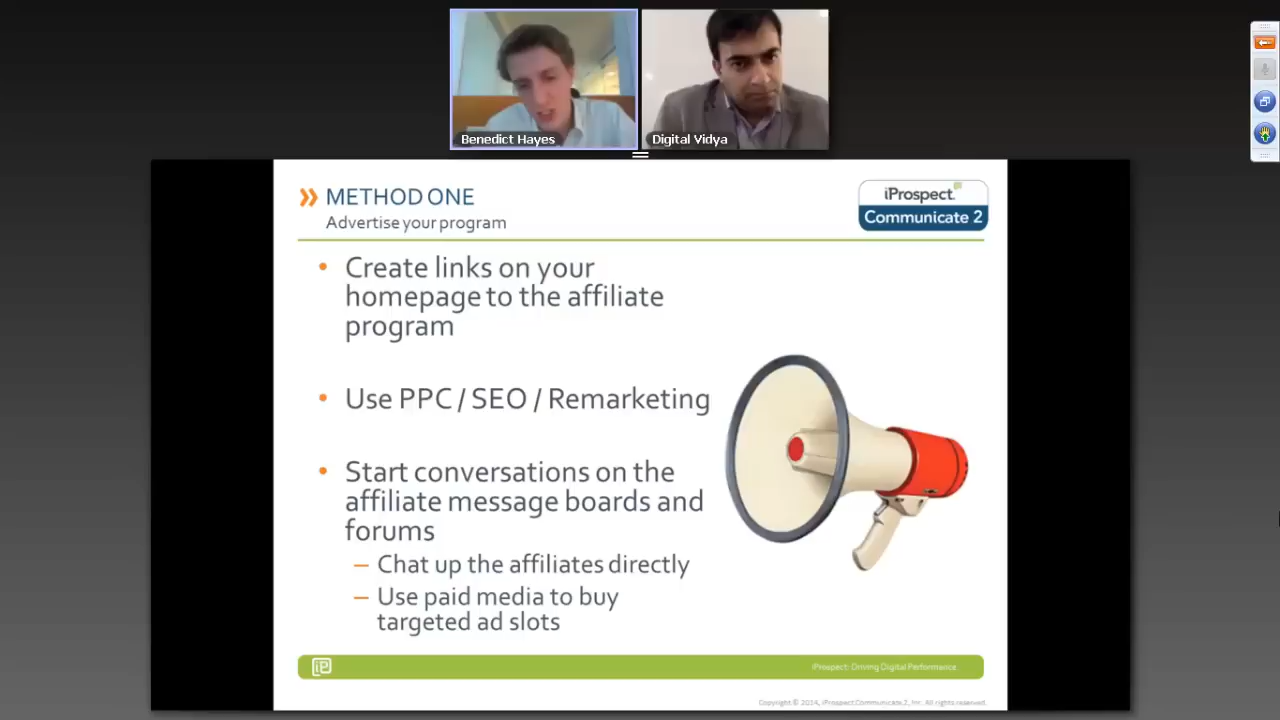 Benedict Hayes
Digital Vidya
METHOD ONE
Advertise your program
iProspect.
Communicate 2
• Create links on your
homepage to the affiliate
program
• Use PPC / SEO / Remarketing
• Start conversations on the
affiliate message boards and
forums
– Chat up the affiliates directly
– Use paid media to buy
targeted ad slots
iP
iProspect: Driving Digital Performance
Copyright © 2014, iProspect Communicate 2, Inc. All rights reserved.